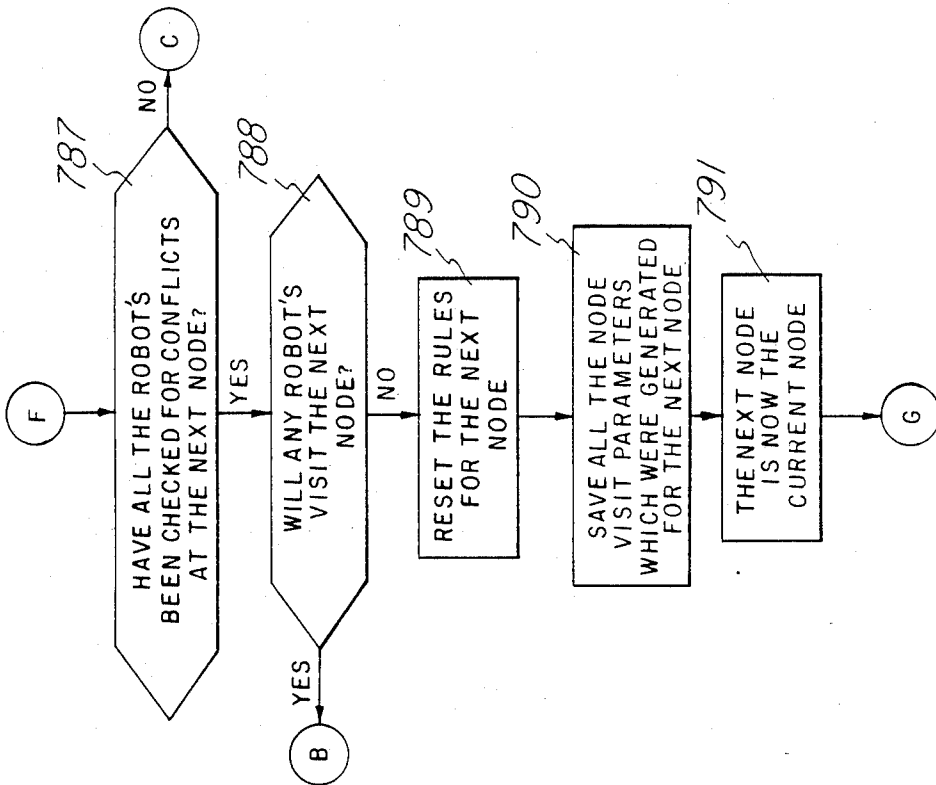 F
787
HAVE ALL THE ROBOT'S
BEEN CHECKED FOR CONFLICTS
AT THE NEXT NODE?
NO
C
YES
788
WILL ANY ROBOT'S
VISIT THE NEXT
NODE?
YES
B
NO
789
RESET THE RULES
FOR THE NEXT
NODE
790
SAVE ALL THE NODE
VISIT PARAMETERS
WHICH WERE GENERATED
FOR THE NEXT NODE
791
THE NEXT NODE
IS NOW THE
CURRENT NODE
G